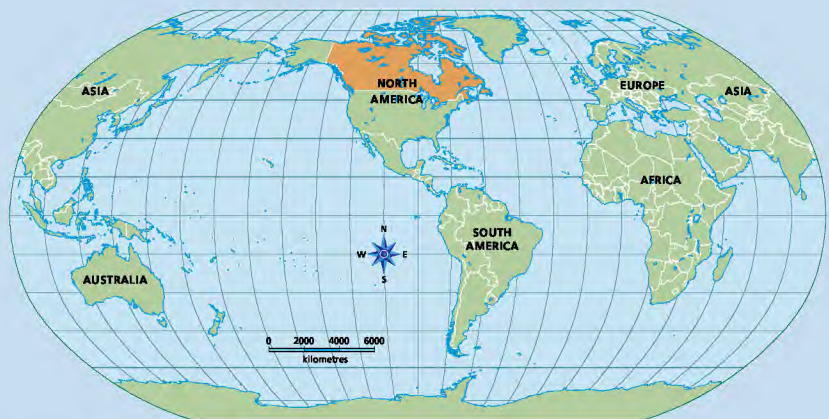 ASIA
NORTH
AMERICA
EUROPE
ASIA
AFRICA
SOUTH
AMERICA
AUSTRALIA
N
W E
S
0 2000 4000 6000
kilometres